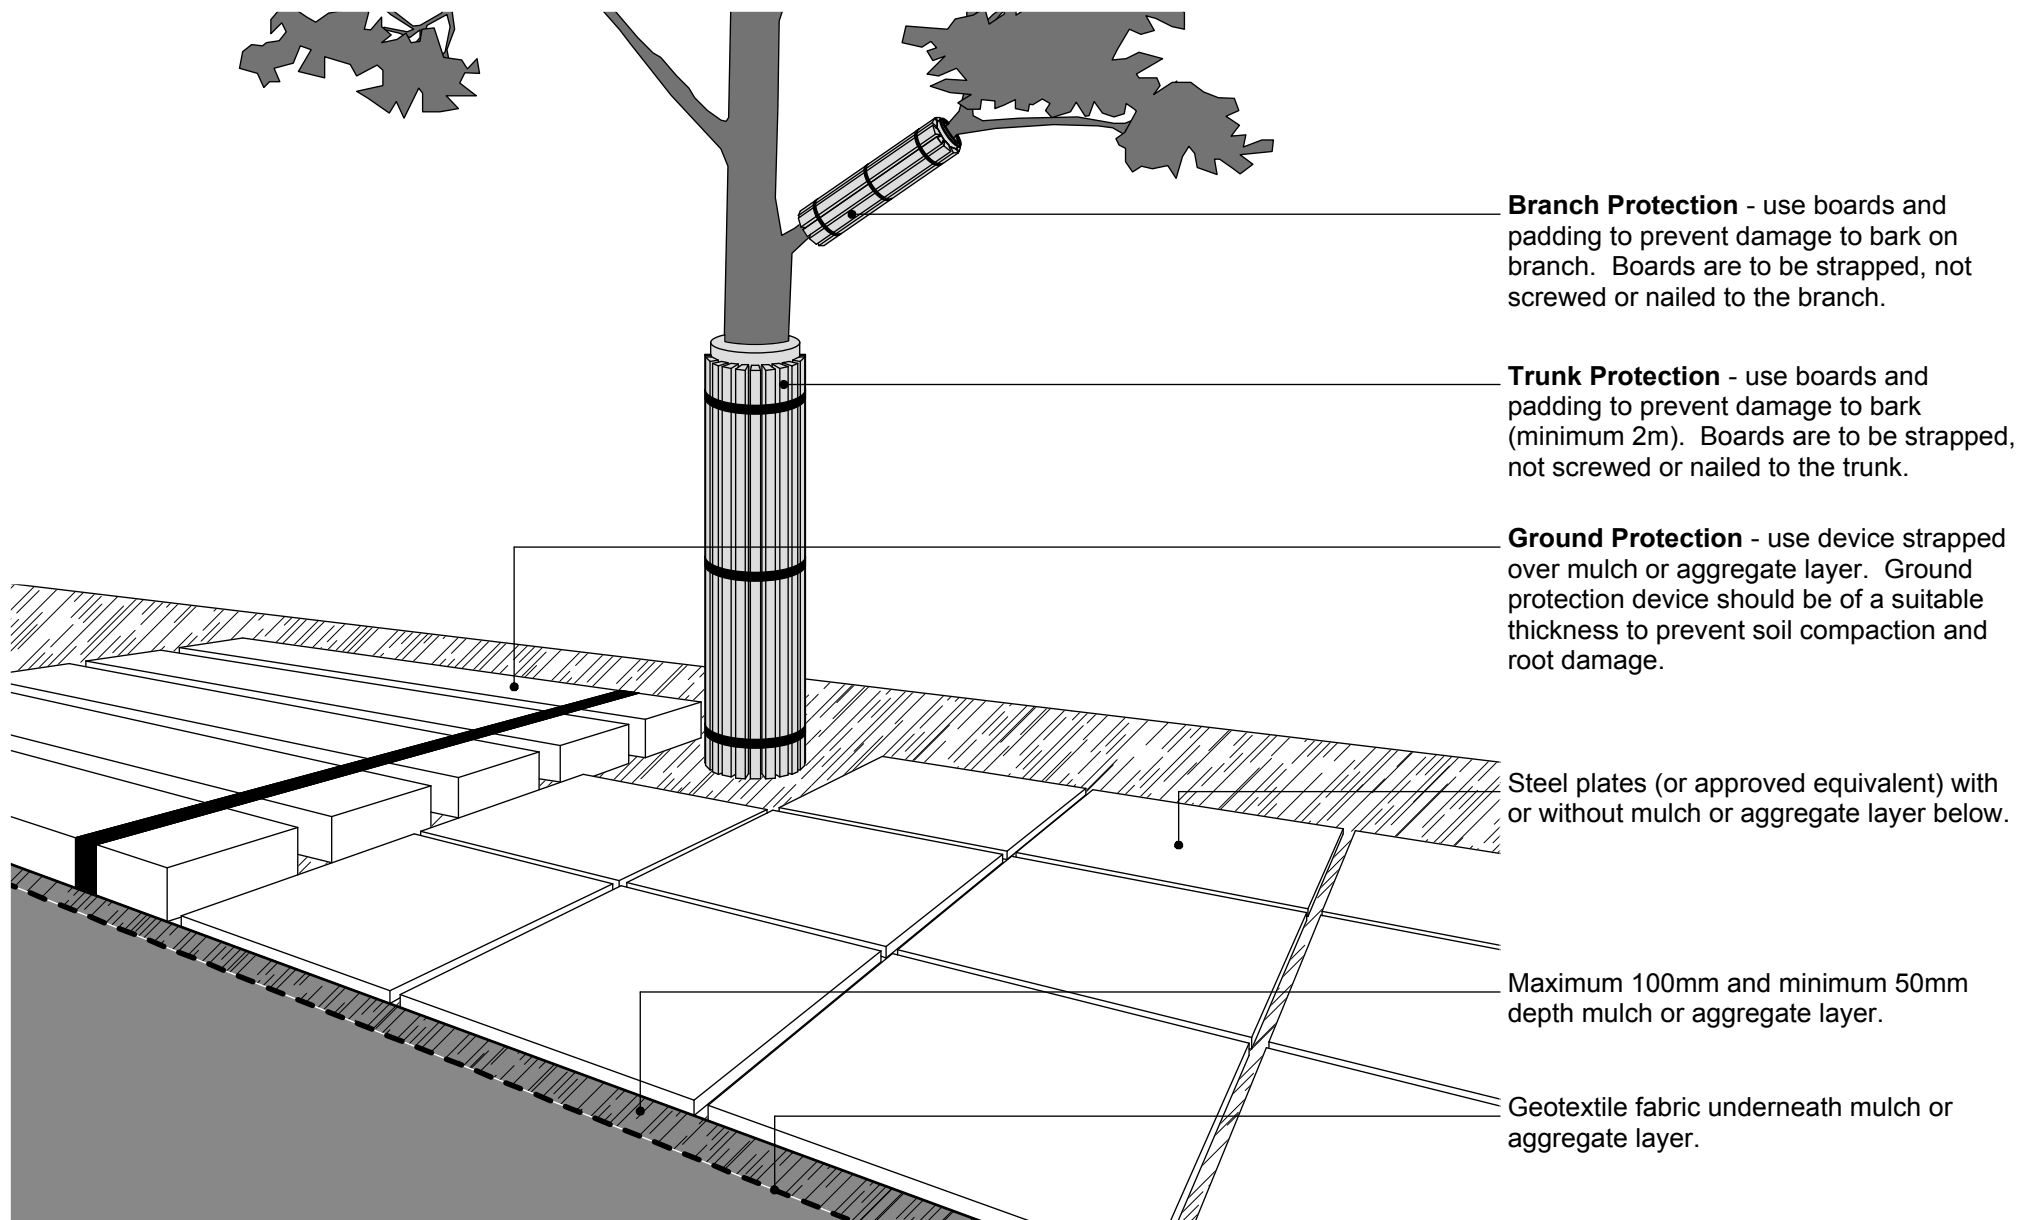 Branch Protection - use boards and
padding to prevent damage to bark on
branch. Boards are to be strapped, not
screwed or nailed to the branch.
Trunk Protection - use boards and
padding to prevent damage to bark
(minimum 2m). Boards are to be strapped,
not screwed or nailed to the trunk.
Ground Protection - use device strapped
over mulch or aggregate layer. Ground
protection device should be of a suitable
thickness to prevent soil compaction and
root damage.
Steel plates (or approved equivalent) with
or without mulch or aggregate layer below.
Maximum 100mm and minimum 50mm
depth mulch or aggregate layer.
Geotextile fabric underneath mulch or
aggregate layer.